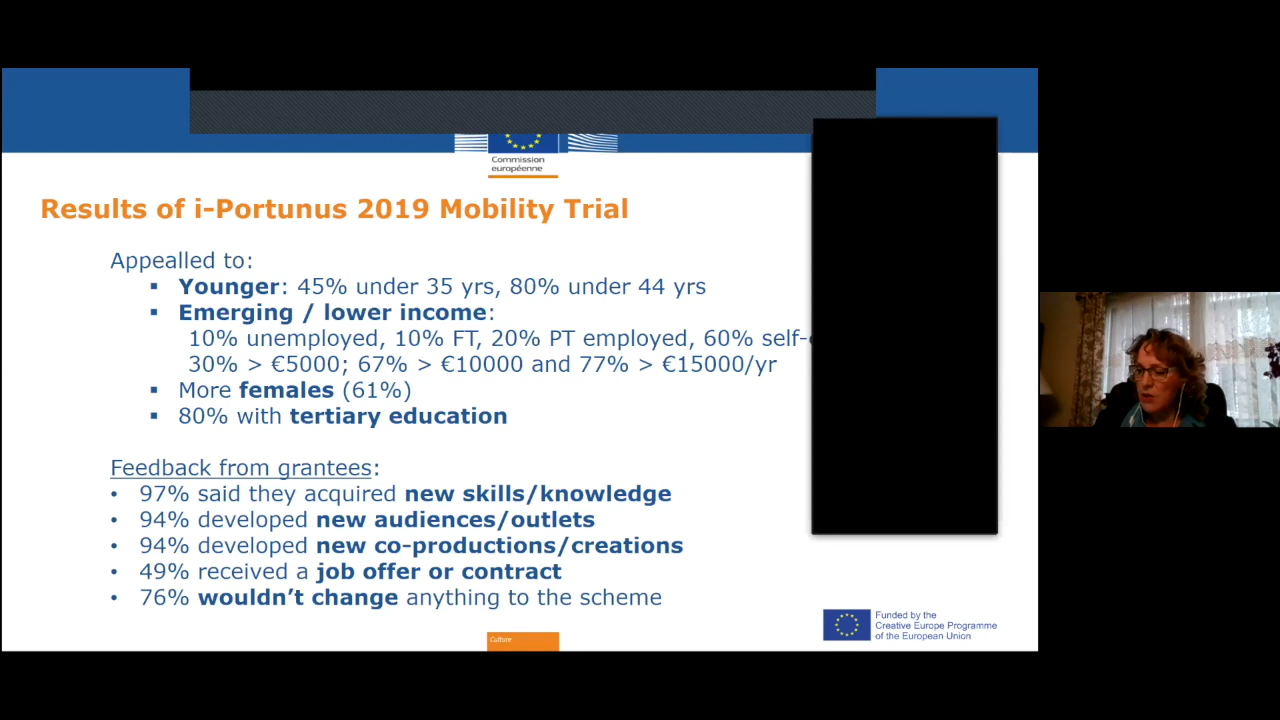 Commission
européenne
Results of i-Portunus 2019 Mobility Trial
Appealled to:
▪ Younger: 45% under 35 yrs, 80% under 44 yrs
▪ Emerging / lower income:
10% unemployed, 10% FT, 20% PT employed, 60% self-
30% > €5000; 67% > €10000 and 77% > €15000/yr
▪ More females (61%)
▪ 80% with tertiary education
Feedback from grantees:
• 97% said they acquired new skills/knowledge
• 94% developed new audiences/outlets
• 94% developed new co-productions/creations
• 49% received a job offer or contract
• 76% wouldn’t change anything to the scheme
Funded by the
Creative Europe Programme
of the European Union
Culture